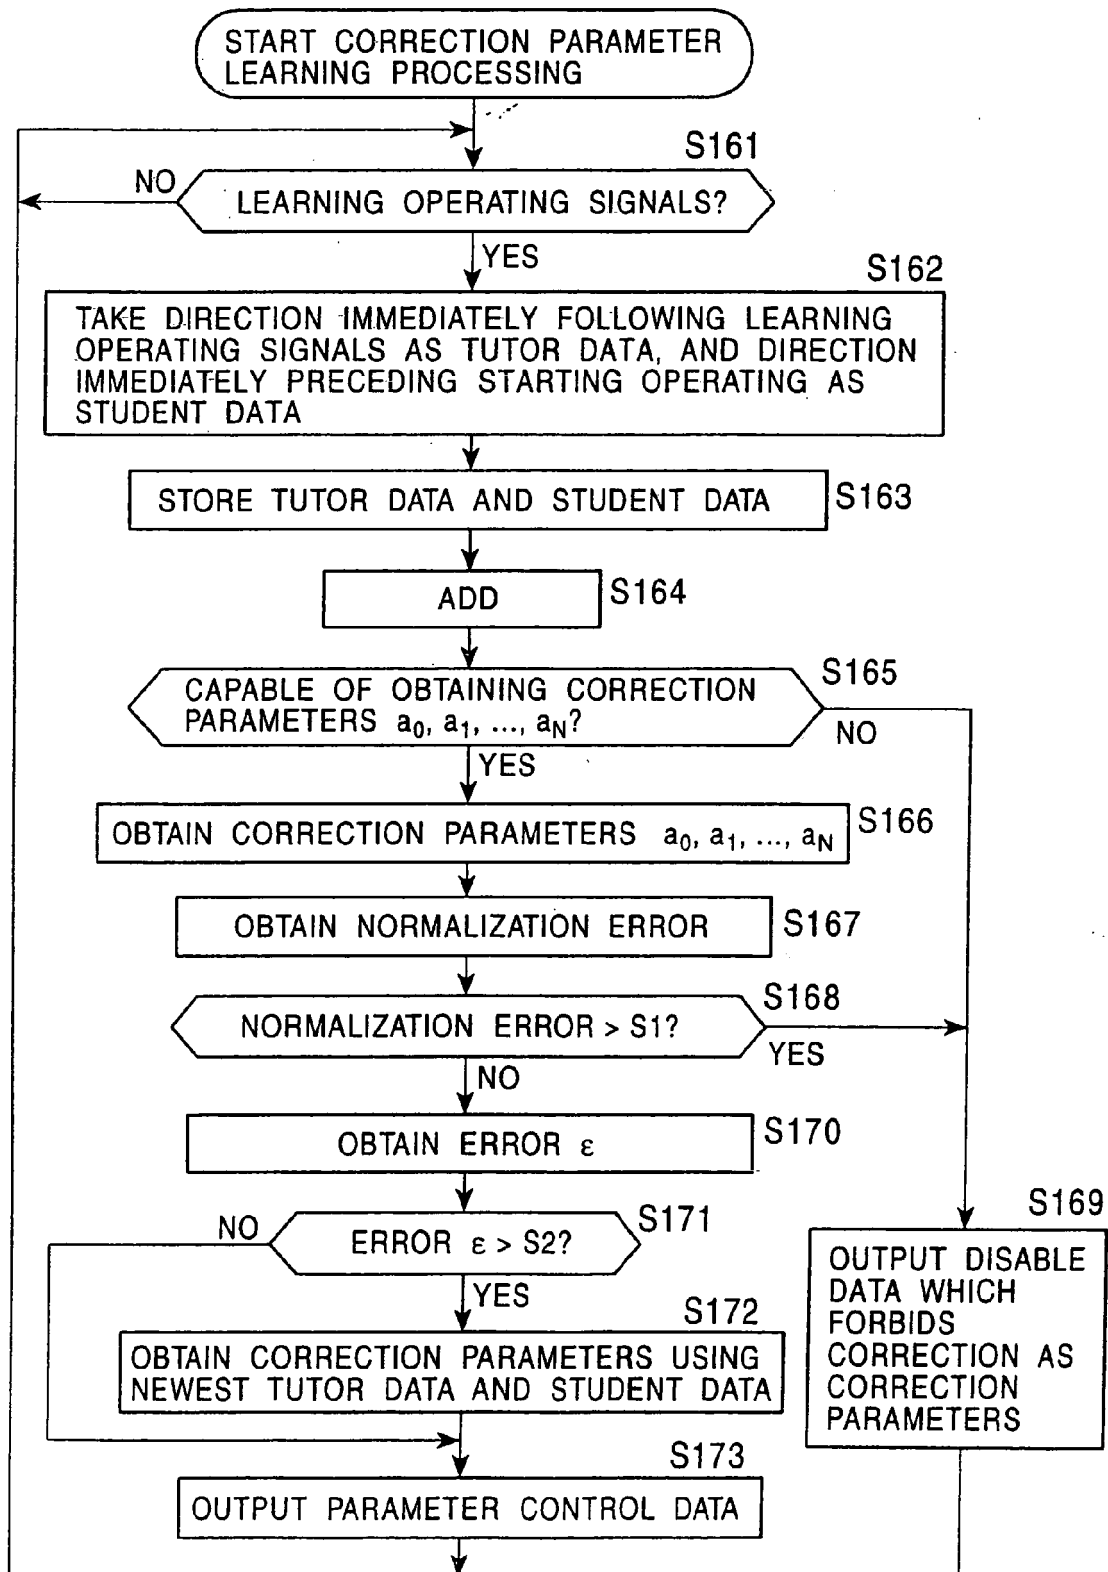 START CORRECTION PARAMETER
LEARNING PROCESSING
S161
NO
LEARNING OPERATING SIGNALS?
YES
S162
TAKE DIRECTION IMMEDIATELY FOLLOWING LEARNING
OPERATING SIGNALS AS TUTOR DATA, AND DIRECTION
IMMEDIATELY PRECEDING STARTING OPERATING AS
STUDENT DATA
STORE TUTOR DATA AND STUDENT DATA
S163
ADD
S164
S165
CAPABLE OF OBTAINING CORRECTION
PARAMETERS a₀, a₁, ..., a_N?
NO
YES
OBTAIN CORRECTION PARAMETERS a₀, a₁, ..., a_N
S166
OBTAIN NORMALIZATION ERROR
S167
S168
NORMALIZATION ERROR > S1?
YES
NO
OBTAIN ERROR ε
S170
S171
NO
ERROR ε > S2?
YES
S169
OUTPUT DISABLE
DATA WHICH
FORBIDS
CORRECTION AS
CORRECTION
PARAMETERS
S172
OBTAIN CORRECTION PARAMETERS USING
NEWEST TUTOR DATA AND STUDENT DATA
S173
OUTPUT PARAMETER CONTROL DATA